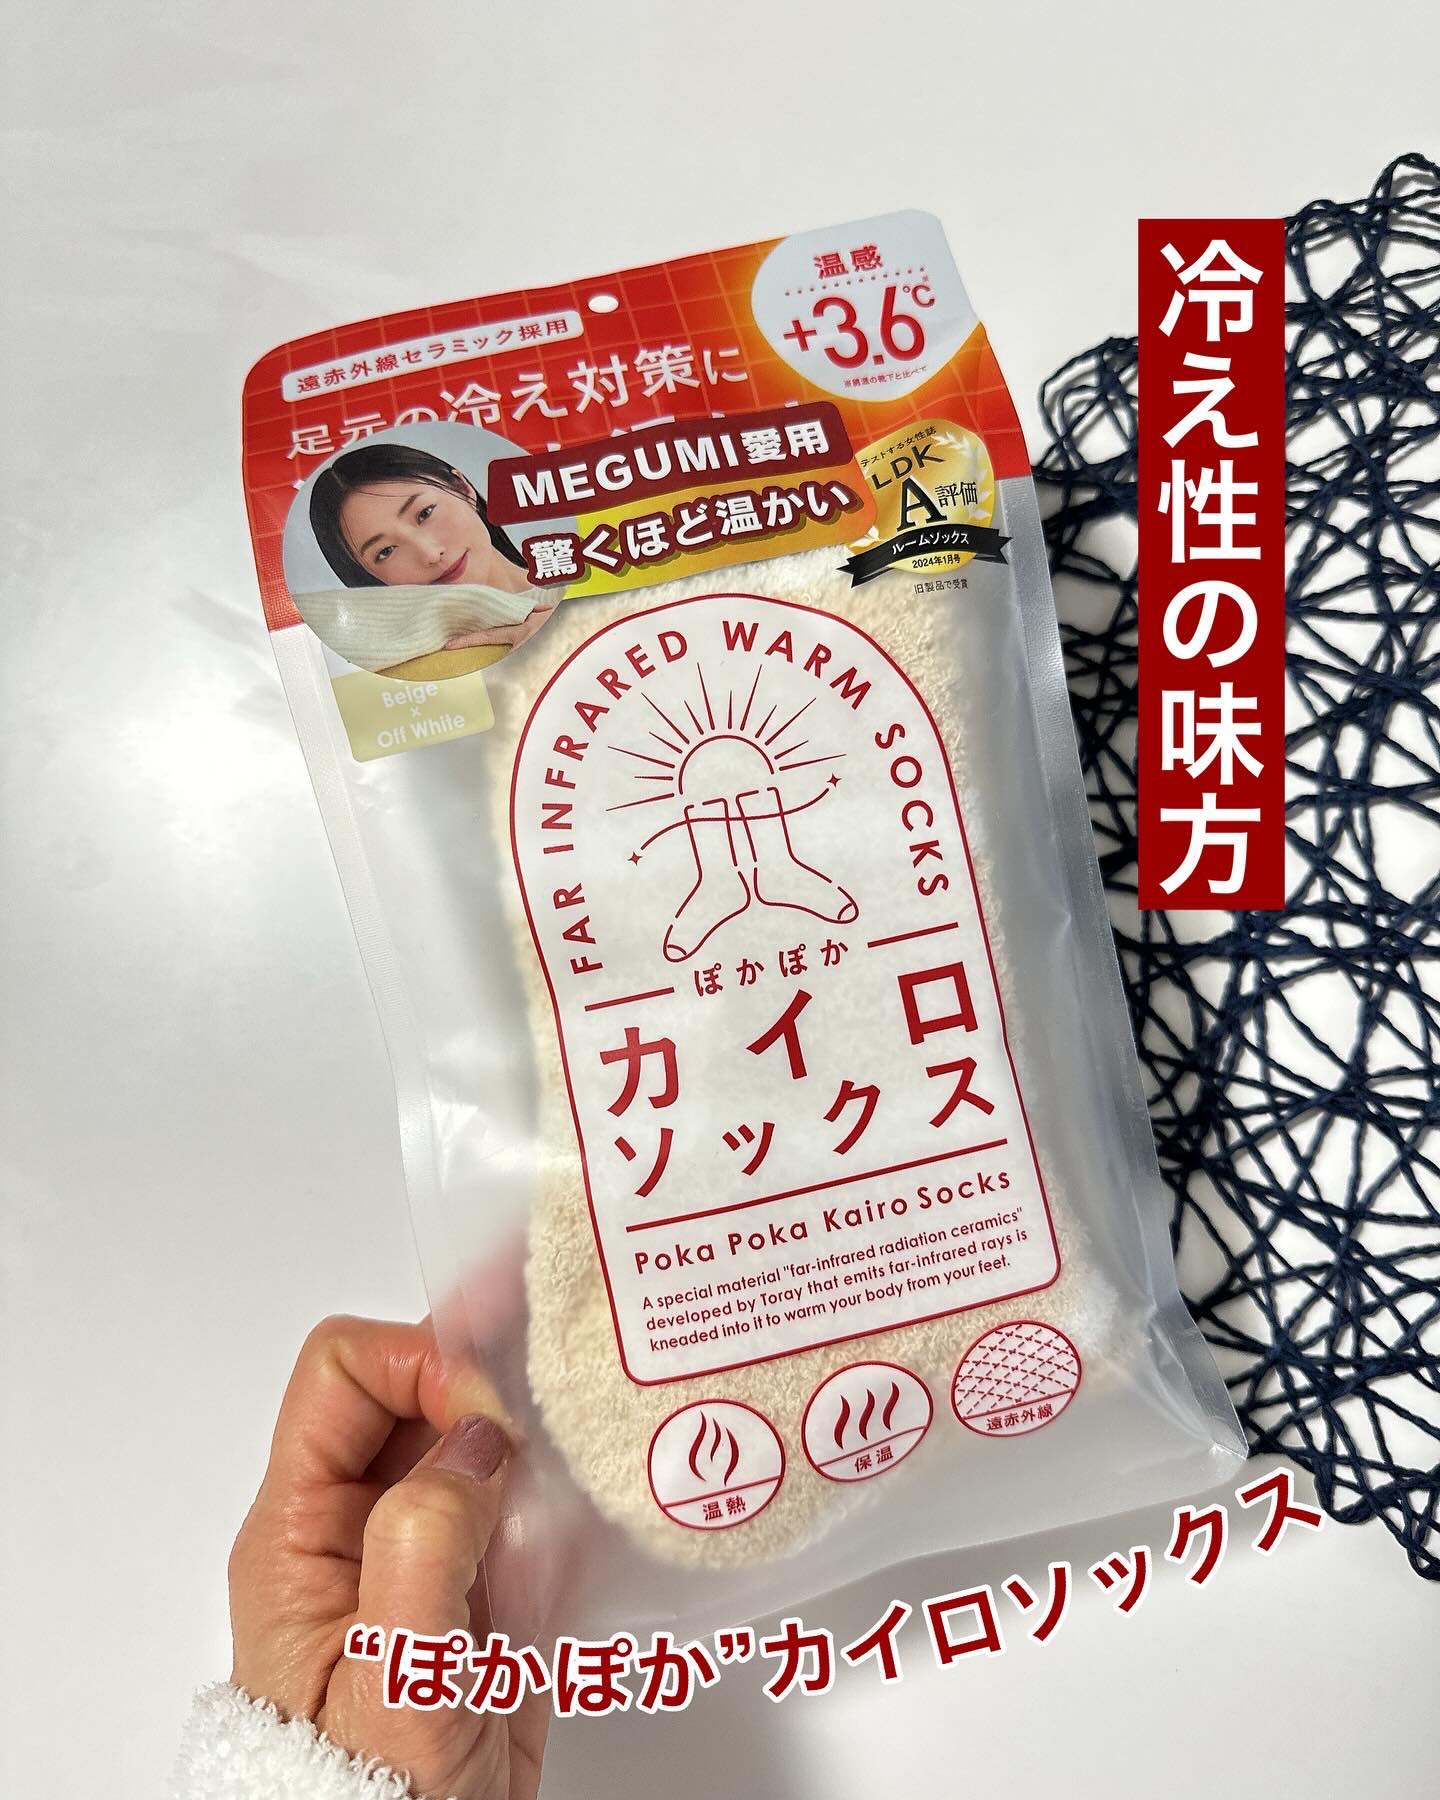 冷え性の味方
遠赤外線セラミック採用
足元の冷え対策に
温感
+3.6℃
MEGUMI愛用
驚くほど温かい
テストする女性誌
LDK
A評価
ルームソックス
2024年1月号
旧製品で受賞
Beige
×
Off White
FAR INFRARED WARM SOCKS
ぽかぽか
カイロ
ソックス
Poka Poka Kairo Socks
A special material "far-infrared radiation ceramics"
developed by Toray that emits far-infrared rays is
kneaded into it to warm your body from your feet.
温熱
保温
遠赤外線
“ぽかぽか”カイロソックス